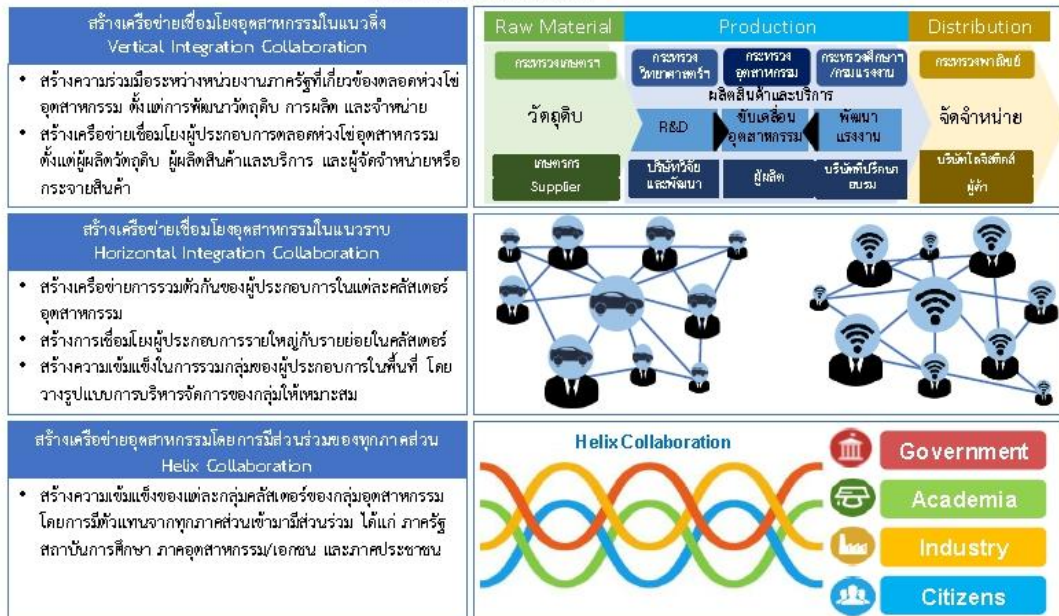 สร้างเครือข่ายเชื่อมโยงอุตสาหกรรมในแนวดิ่ง
Vertical Integration Collaboration
• สร้างความร่วมมือระหว่างหน่วยงานภาครัฐที่เกี่ยวข้องตลอดห่วงโซ่
อุตสาหกรรม ตั้งแต่การพัฒนาวัตถุดิบ การผลิต และจำหน่าย
• สร้างเครือข่ายเชื่อมโยงผู้ประกอบการตลอดห่วงโซ่อุตสาหกรรม
ตั้งแต่ผู้ผลิตวัตถุดิบ ผู้ผลิตสินค้าและบริการ และผู้จัดจำหน่ายหรือ
กระจายสินค้า
Raw Material
Production
Distribution
กระทรวงเกษตรฯ
กระทรวง
วิทยาศาสตร์ฯ
กระทรวง
อุตสาหกรรม
กระทรวงศึกษาฯ
/กรมแรงงาน
กระทรวงพาณิชย์
ผลิตสินค้าและบริการ
วัตถุดิบ
R&D
ขับเคลื่อน
อุตสาหกรรม
พัฒนา
แรงงาน
จัดจำหน่าย
เกษตรกร
Supplier
บริษัทวิจัย
และพัฒนา
ผู้ผลิต
บริษัทที่ปรึกษา
อบรม
บริษัทโลจิสติกส์
ผู้ค้า
สร้างเครือข่ายเชื่อมโยงอุตสาหกรรมในแนวราบ
Horizontal Integration Collaboration
• สร้างเครือข่ายการรวมตัวกันของผู้ประกอบการในแต่ละคลัสเตอร์
อุตสาหกรรม
• สร้างการเชื่อมโยงผู้ประกอบการรายใหญ่กับรายย่อยในคลัสเตอร์
• สร้างความเข้มแข็งในการรวมกลุ่มของผู้ประกอบการในพื้นที่ โดย
วางรูปแบบการบริหารจัดการของกลุ่มให้เหมาะสม
สร้างเครือข่ายอุตสาหกรรมโดยการมีส่วนร่วมของทุกภาคส่วน
Helix Collaboration
• สร้างความเข้มแข็งของแต่ละกลุ่มคลัสเตอร์ของกลุ่มอุตสาหกรรม
โดยการมีตัวแทนจากทุกภาคส่วนเข้ามามีส่วนร่วม ได้แก่ ภาครัฐ
สถาบันการศึกษา ภาคอุตสาหกรรม/เอกชน และภาคประชาชน
Helix Collaboration
Government
Academia
Industry
Citizens